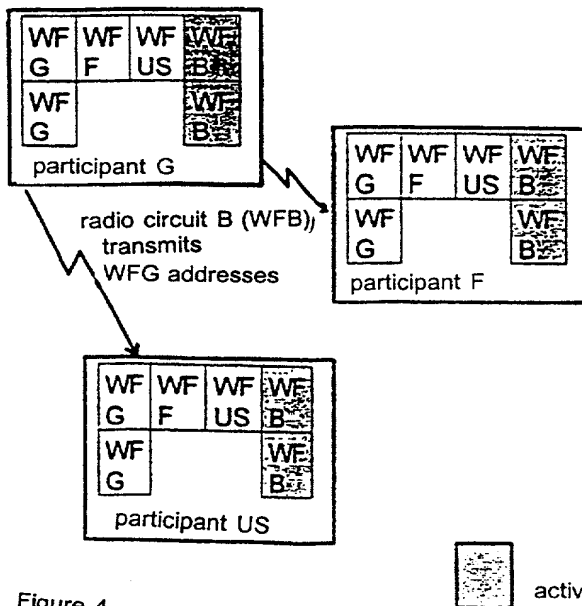 WF WF WF WF
G F US B
WF WF
G B
participant G
radio circuit B (WFB)
transmits
WFG addresses
WF WF WF WF
G F US B
WF WF
G B
participant F
WF WF WF WF
G F US B
WF WF
G B
participant US
Figure 4
activ